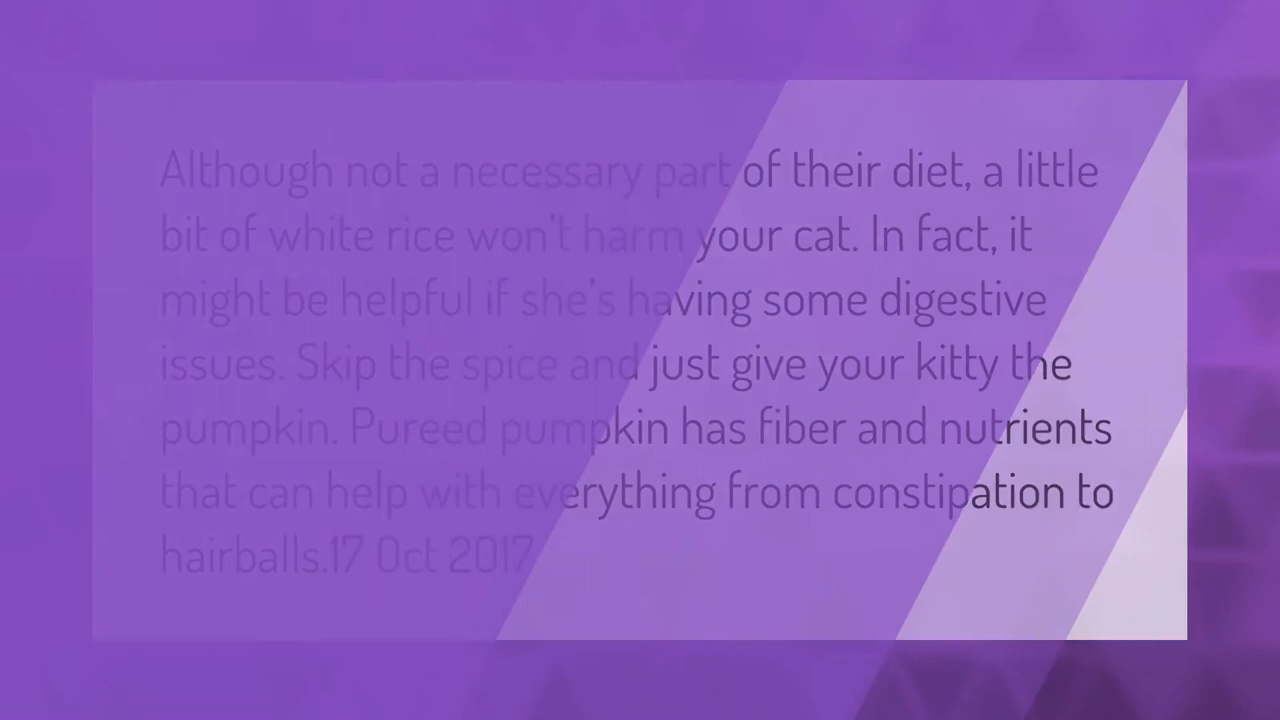 Although not a necessary part of their diet, a little
bit of white rice won't harm your cat. In fact, it
might be helpful if she's having some digestive
issues. Skip the spice and just give your kitty the
pumpkin. Pureed pumpkin has fiber and nutrients
that can help with everything from constipation to
hairballs.17 Oct 2017